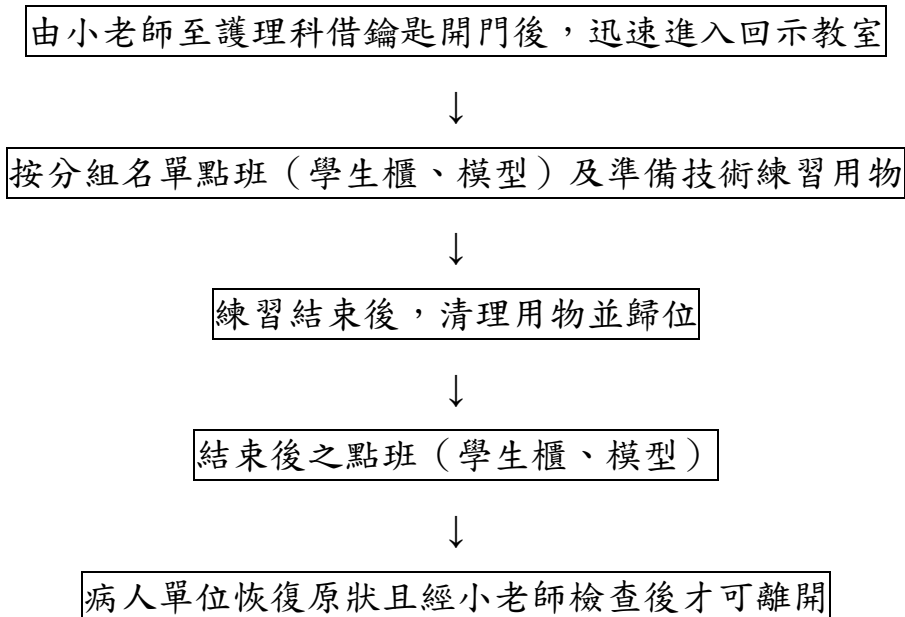 由小老師至護理科借鑰匙開門後，迅速進入回示教室
↓
按分組名單點班（學生櫃、模型）及準備技術練習用物
↓
練習結束後，清理用物並歸位
↓
結束後之點班（學生櫃、模型）
↓
病人單位恢復原狀且經小老師檢查後才可離開